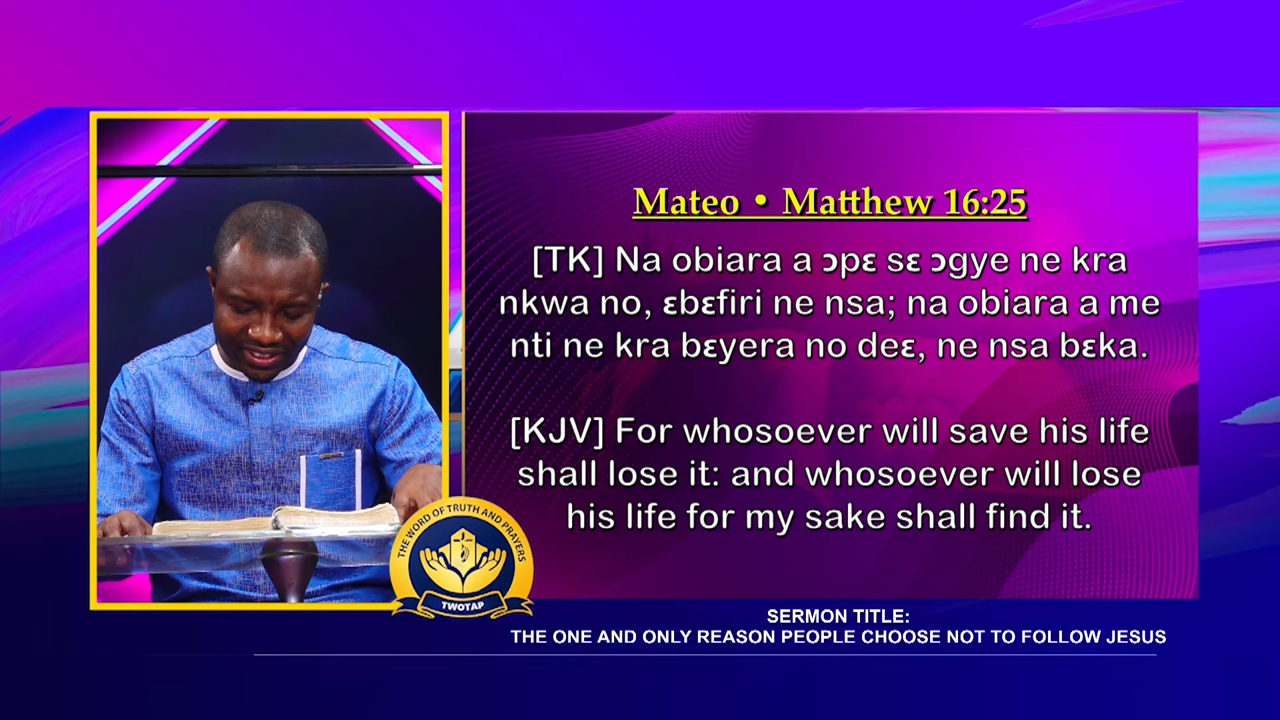 Mateo • Matthew 16:25
[TK] Na obiara a ɔpɛ sɛ ɔgye ne kra
nkwa no, ɛbɛfiri ne nsa; na obiara a me
nti ne kra bɛyera no deɛ, ne nsa bɛka.
[KJV] For whosoever will save his life
shall lose it: and whosoever will lose
his life for my sake shall find it.
THE WORD OF TRUTH AND PRAYERS
TWOTAP
SERMON TITLE:
THE ONE AND ONLY REASON PEOPLE CHOOSE NOT TO FOLLOW JESUS